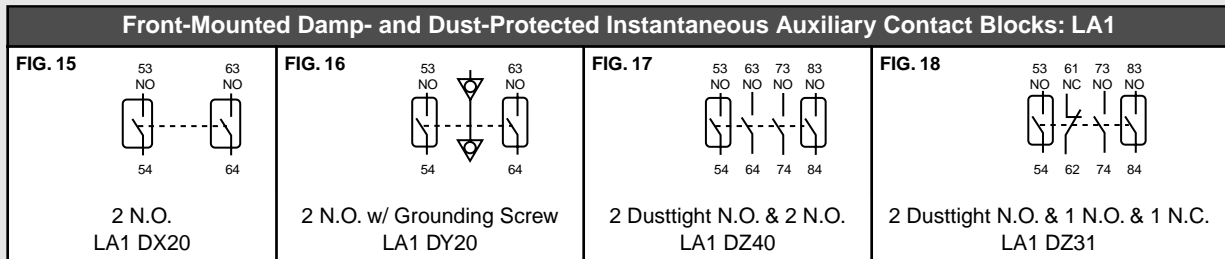 Front-Mounted Damp- and Dust-Protected Instantaneous Auxiliary Contact Blocks: LA1
FIG. 15
53 63
NO NO
54 64
2 N.O.
LA1 DX20
FIG. 16
53 63
NO NO
54 64
2 N.O. w/ Grounding Screw
LA1 DY20
FIG. 17
53 63 73 83
NO NO NO NO
54 64 74 84
2 Dusttight N.O. & 2 N.O.
LA1 DZ40
FIG. 18
53 61 73 83
NO NC NO NO
54 62 74 84
2 Dusttight N.O. & 1 N.O. & 1 N.C.
LA1 DZ31